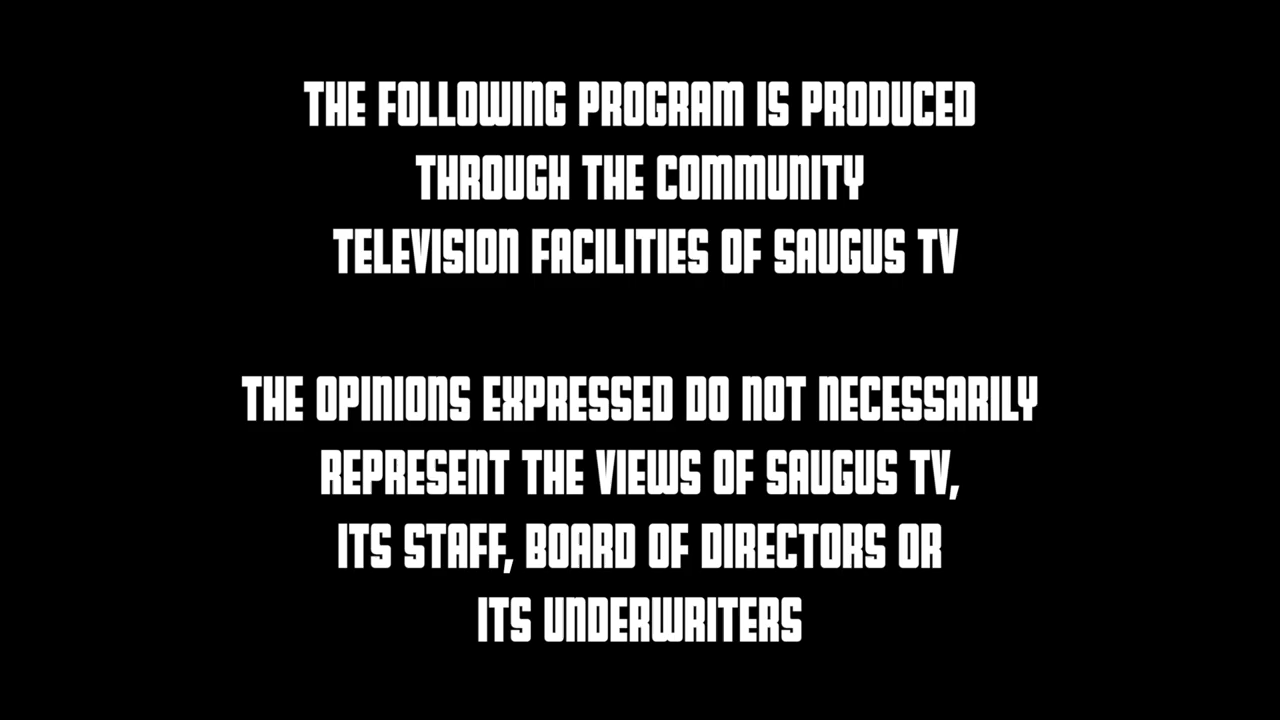 THE FOLLOWING PROGRAM IS PRODUCED
THROUGH THE COMMUNITY
TELEVISION FACILITIES OF SAUGUS TV
THE OPINIONS EXPRESSED DO NOT NECESSARILY
REPRESENT THE VIEWS OF SAUGUS TV,
ITS STAFF, BOARD OF DIRECTORS OR
ITS UNDERWRITERS